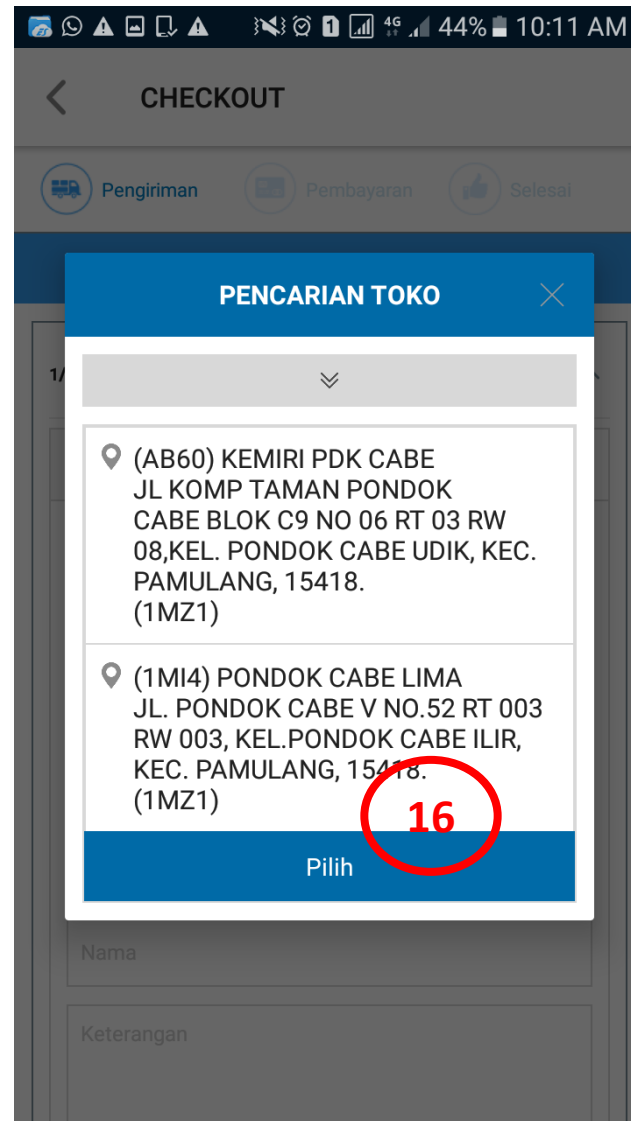 44% 10:11 AM
CHECKOUT
Pengiriman Pembayaran Selesai
PENCARIAN TOKO
1/
(AB60) KEMIRI PDK CABE
JL KOMP TAMAN PONDOK
CABE BLOK C9 NO 06 RT 03 RW
08,KEL. PONDOK CABE UDIK, KEC.
PAMULANG, 15418.
(1MZ1)
(1MI4) PONDOK CABE LIMA
JL. PONDOK CABE V NO.52 RT 003
RW 003, KEL.PONDOK CABE ILIR,
KEC. PAMULANG, 15418.
(1MZ1)
16
Pilih
Nama
Keterangan